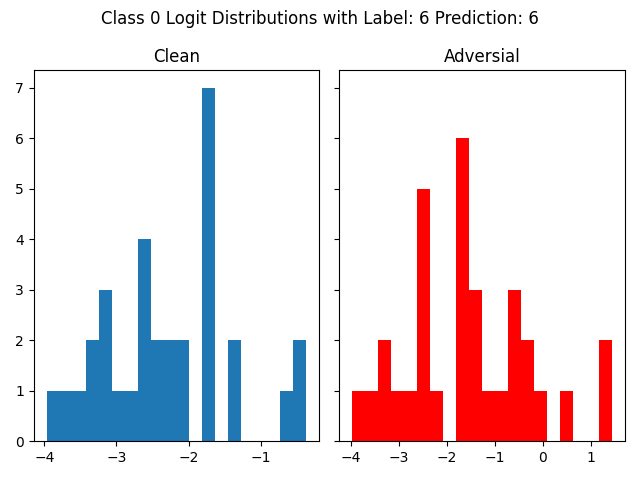 Class 0 Logit Distributions with Label: 6 Prediction: 6
Clean
Adversial
7
6
5
4
3
2
1
0
−4 −3 −2 −1
−4 −3 −2 −1 0 1